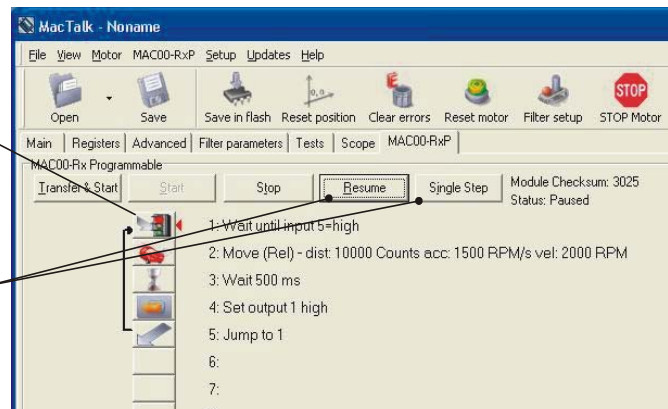 MacTalk - Noname
File View Motor MAC00-RxP Setup Updates Help
Open Save Save in flash Reset position Clear errors Reset motor Filter setup STOP Motor
0,0
E
STOP
Main Registers Advanced Filter parameters Tests Scope MAC00-RxP
MAC00-Rx Programmable
Transfer & Start Start Stop Resume Single Step Module Checksum: 3025
Status: Paused
1: Wait until input 5=high
2: Move (Rel) - dist: 10000 Counts acc: 1500 RPM/s vel: 2000 RPM
3: Wait 500 ms
4: Set output 1 high
5: Jump to 1
6:
7: